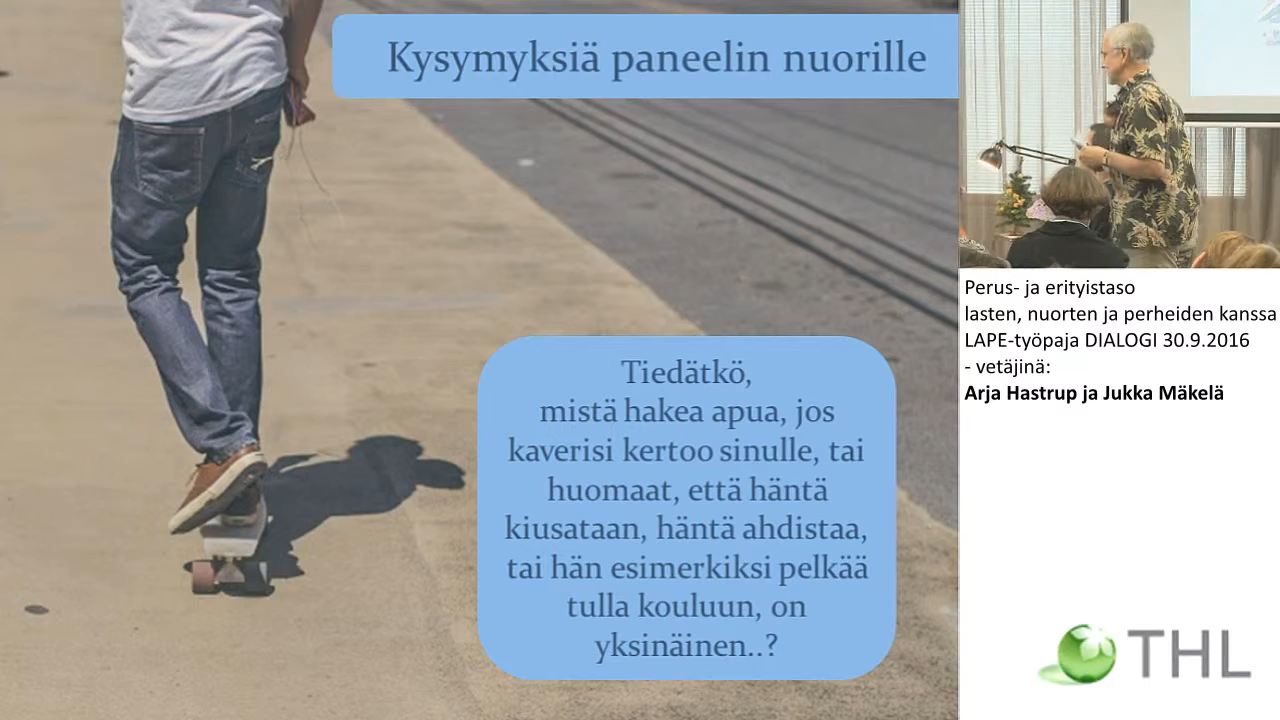 Kysymyksiä paneelin nuorille
Tiedätkö,
mistä hakea apua, jos
kaverisi kertoo sinulle, tai
huomaat, että häntä
kiusataan, häntä ahdistaa,
tai hän esimerkiksi pelkää
tulla kouluun, on
yksinäinen..?
Perus- ja erityistaso
lasten, nuorten ja perheiden kanssa
LAPE-työpaja DIALOGI 30.9.2016
- vetäjinä:
Arja Hastrup ja Jukka Mäkelä
THL